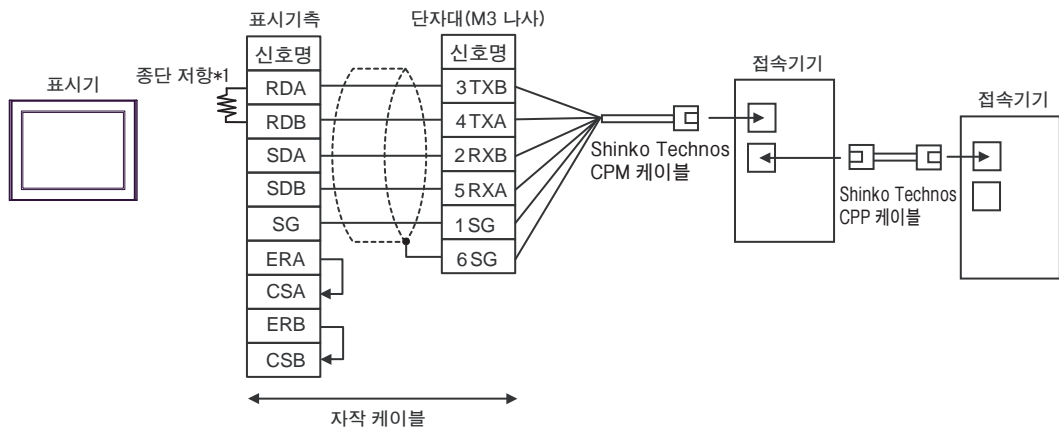 표시기측
단자대(M3 나사)
신호명
신호명
접속기기
표시기
종단 저항*1
RDA
3 TXB
접속기기
RDB
4 TXA
SDA
2 RXB
Shinko Technos
CPM 케이블
SDB
5 RXA
Shinko Technos
CPP 케이블
SG
1 SG
ERA
6 SG
CSA
ERB
CSB
자작 케이블